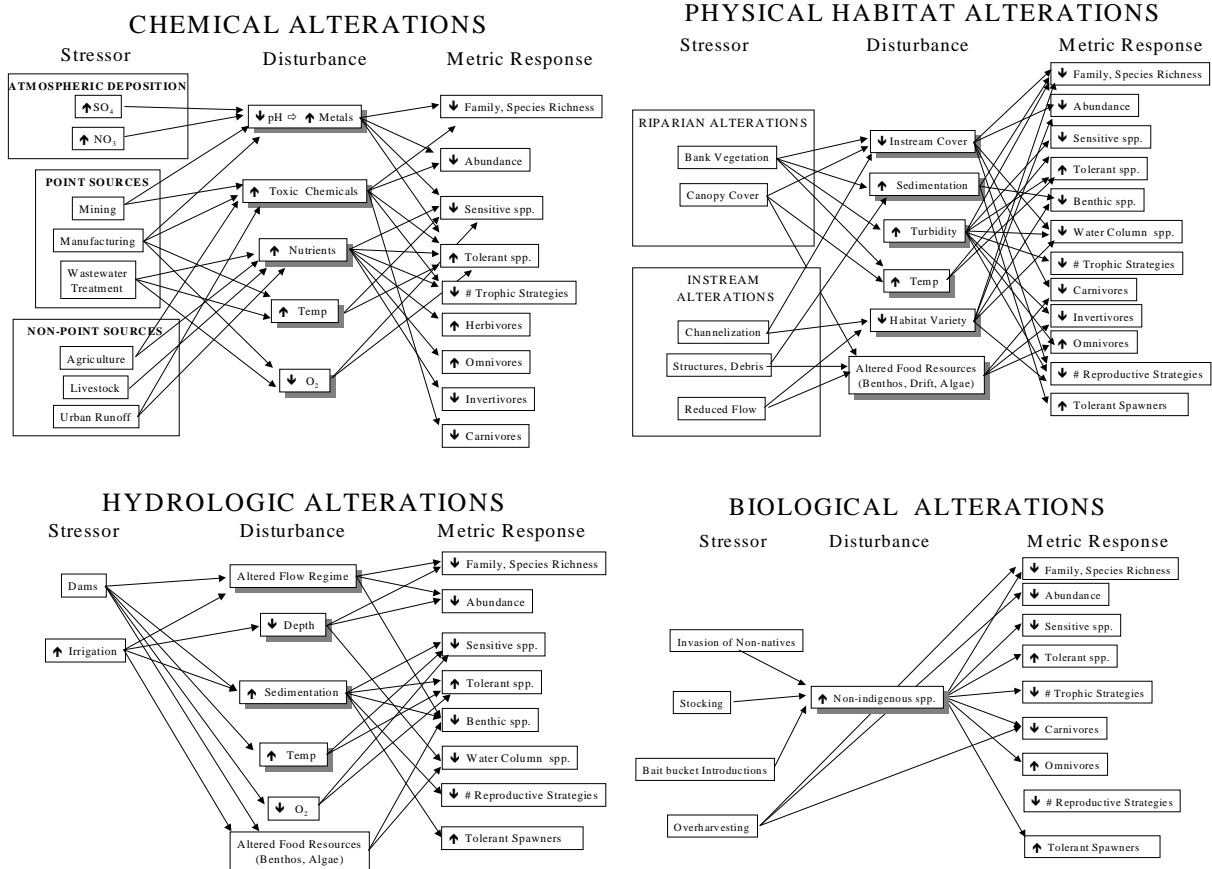 CHEMICAL ALTERATIONS
Stressor
Disturbance
Metric Response
ATMOSPHERIC DEPOSITION
↑SO₄
↑ NO₃
POINT SOURCES
Mining
Manufacturing
Wastewater
Treatment
NON-POINT SOURCES
Agriculture
Livestock
Urban Runoff
↓ pH ⇨ ↑ Metals
↑ Toxic Chemicals
↑ Nutrients
↑ Temp
↓ O₂
↓ Family, Species Richness
↓ Abundance
↓ Sensitive spp.
↑ Tolerant spp.
↓ # Trophic Strategies
↑ Herbivores
↑ Omnivores
↓ Invertivores
↓ Carnivores
PHYSICAL HABITAT ALTERATIONS
Stressor
Disturbance
Metric Response
RIPARIAN ALTERATIONS
Bank Vegetation
Canopy Cover
INSTREAM
ALTERATIONS
Channelization
Structures, Debris
Reduced Flow
↓ Instream Cover
↑ Sedimentation
↑ Turbidity
↑ Temp
↓ Habitat Variety
Altered Food Resources
(Benthos, Drift, Algae)
↓ Family, Species Richness
↓ Abundance
↓ Sensitive spp.
↑ Tolerant spp.
↓ Benthic spp.
↓ Water Column spp.
↓ # Trophic Strategies
↓ Carnivores
↓ Invertivores
↑ Omnivores
↓ # Reproductive Strategies
↑ Tolerant Spawners
HYDROLOGIC ALTERATIONS
Stressor
Disturbance
Metric Response
Dams
↑ Irrigation
Altered Flow Regime
↓ Depth
↑ Sedimentation
↑ Temp
↓ O₂
Altered Food Resources
(Benthos, Algae)
↓ Family, Species Richness
↓ Abundance
↓ Sensitive spp.
↑ Tolerant spp.
↓ Benthic spp.
↓ Water Column spp.
↓ # Reproductive Strategies
↑ Tolerant Spawners
BIOLOGICAL ALTERATIONS
Stressor
Disturbance
Metric Response
Invasion of Non-natives
Stocking
Bait bucket Introductions
Overharvesting
↑ Non-indigenous spp.
↓ Family, Species Richness
↓ Abundance
↓ Sensitive spp.
↑ Tolerant spp.
↓ # Trophic Strategies
↓ Carnivores
↑ Omnivores
↓ # Reproductive Strategies
↑ Tolerant Spawners